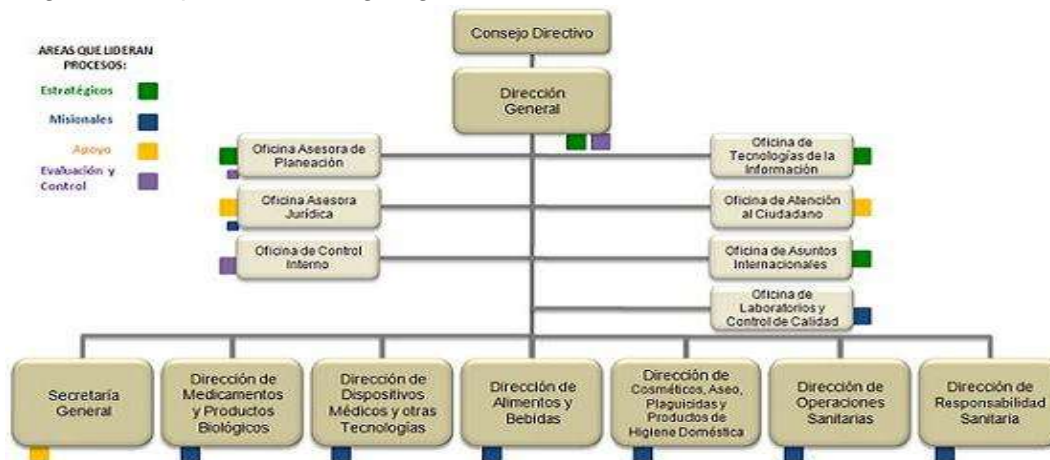 Consejo Directivo
AREAS QUE LIDERAN
PROCESOS:
Estratégicos
Misionales
Apoyo
Evaluación y
Control
Dirección
General
Oficina Asesora de
Planeación
Oficina de
Tecnologías de la
Información
Oficina Asesora
Jurídica
Oficina de Atención
al Ciudadano
Oficina de Control
Interno
Oficina de Asuntos
Internacionales
Oficina de
Laboratorios y
Control de Calidad
Secretaría
General
Dirección de
Medicamentos
y Productos
Biológicos
Dirección de
Dispositivos
Médicos y otras
Tecnologías
Dirección de
Alimentos y
Bebidas
Dirección de
Cosméticos, Aseo,
Plaguicidas y
Productos de
Higiene Doméstica
Dirección de
Operaciones
Sanitarias
Dirección de
Responsabilidad
Sanitaria